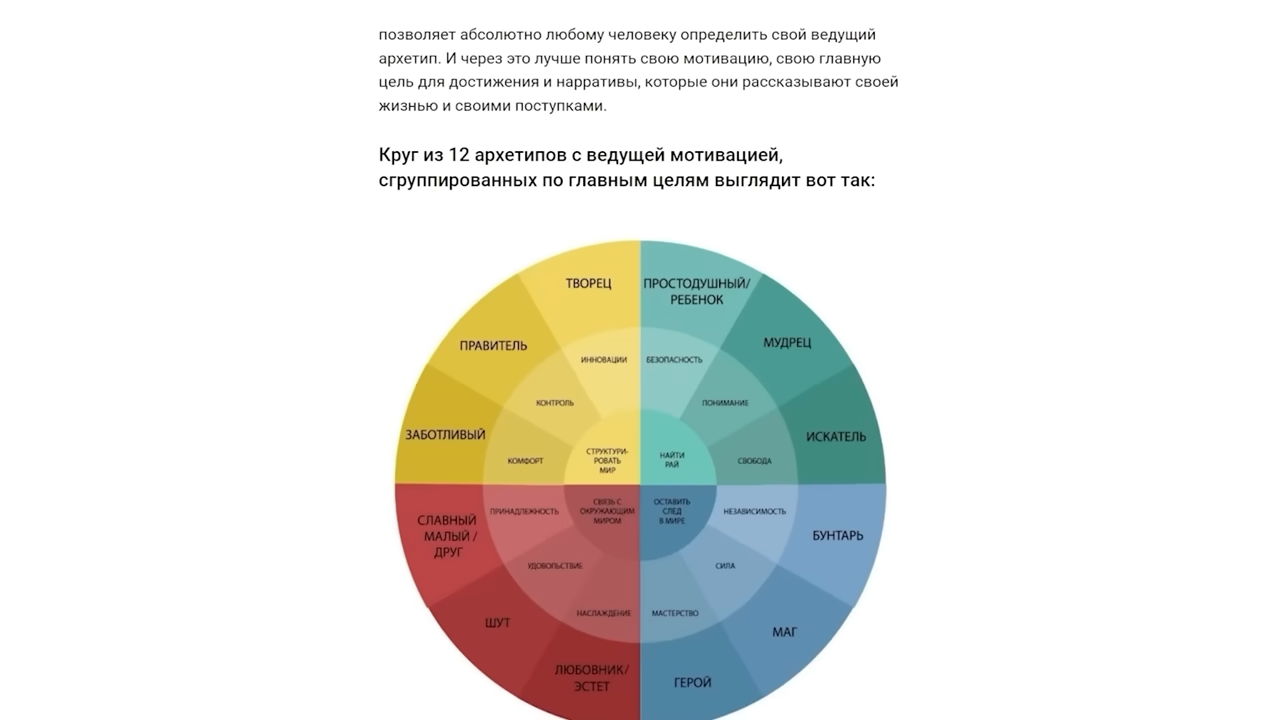 позволяет абсолютно любому человеку определить свой ведущий
архетип. И через это лучше понять свою мотивацию, свою главную
цель для достижения и нарративы, которые они рассказывают своей
жизнью и своими поступками.
Круг из 12 архетипов с ведущей мотивацией,
сгруппированных по главным целям выглядит вот так:
ТВОРЕЦ
ПРОСТОДУШНЫЙ/
РЕБЕНОК
ПРАВИТЕЛЬ
МУДРЕЦ
ИННОВАЦИИ
БЕЗОПАСНОСТЬ
КОНТРОЛЬ
ПОНИМАНИЕ
ЗАБОТЛИВЫЙ
ИСКАТЕЛЬ
КОМФОРТ
СТРУКТУРИ-
РОВАТЬ
МИР
НАЙТИ
РАЙ
СВОБОДА
ПРИНАДЛЕЖНОСТЬ
СВЯЗЬ С
ОКРУЖАЮЩИМ
МИРОМ
ОСТАВИТЬ
СЛЕД
В МИРЕ
НЕЗАВИСИМОСТЬ
СЛАВНЫЙ
МАЛЫЙ /
ДРУГ
БУНТАРЬ
УДОВОЛЬСТВИЕ
СИЛА
НАСЛАЖДЕНИЕ
МАСТЕРСТВО
ШУТ
МАГ
ЛЮБОВНИК/
ЭСТЕТ
ГЕРОЙ